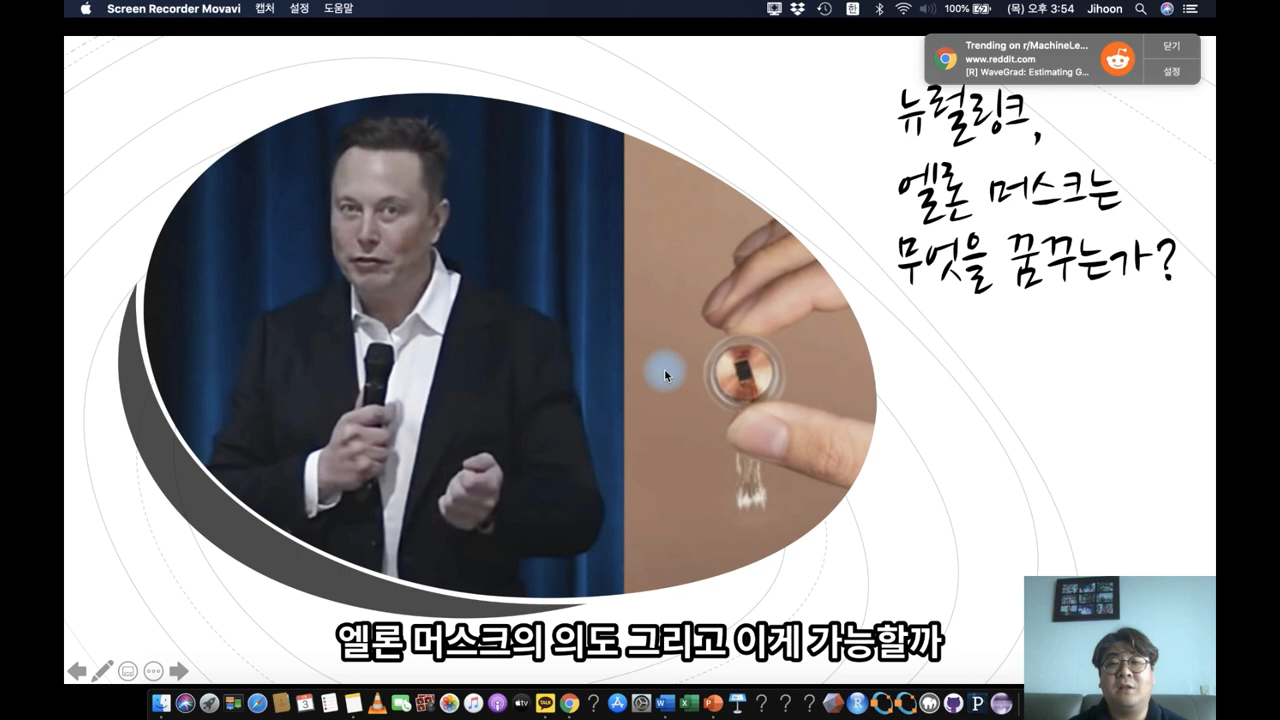 Screen Recorder Movavi 캡처 설정 도움말 한 100% (목) 오후 3:54 Jihoon
Trending on r/MachineLe... 닫기
www.reddit.com
[R] WaveGrad: Estimating G... 설정
뉴럴링크,
엘론 머스크는
무엇을 꿈꾸는가?
엘론 머스크의 의도 그리고 이게 가능할까